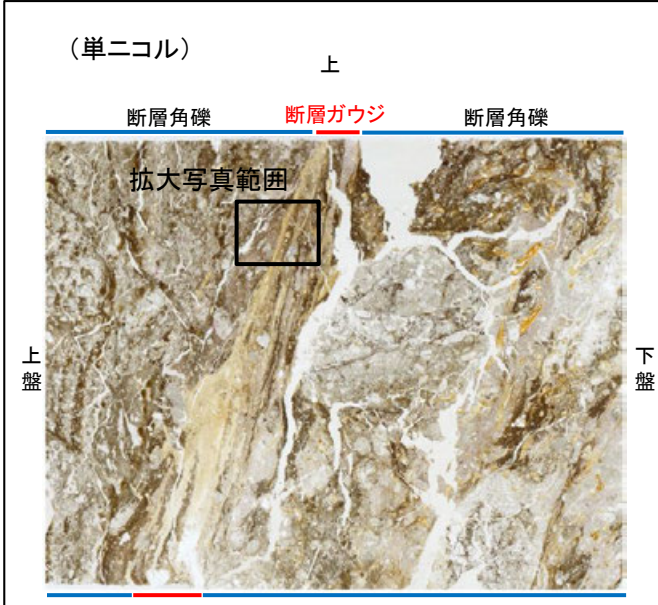 （単ニコル）
上
断層角礫
断層ガウジ
断層角礫
拡大写真範囲
上盤
下盤